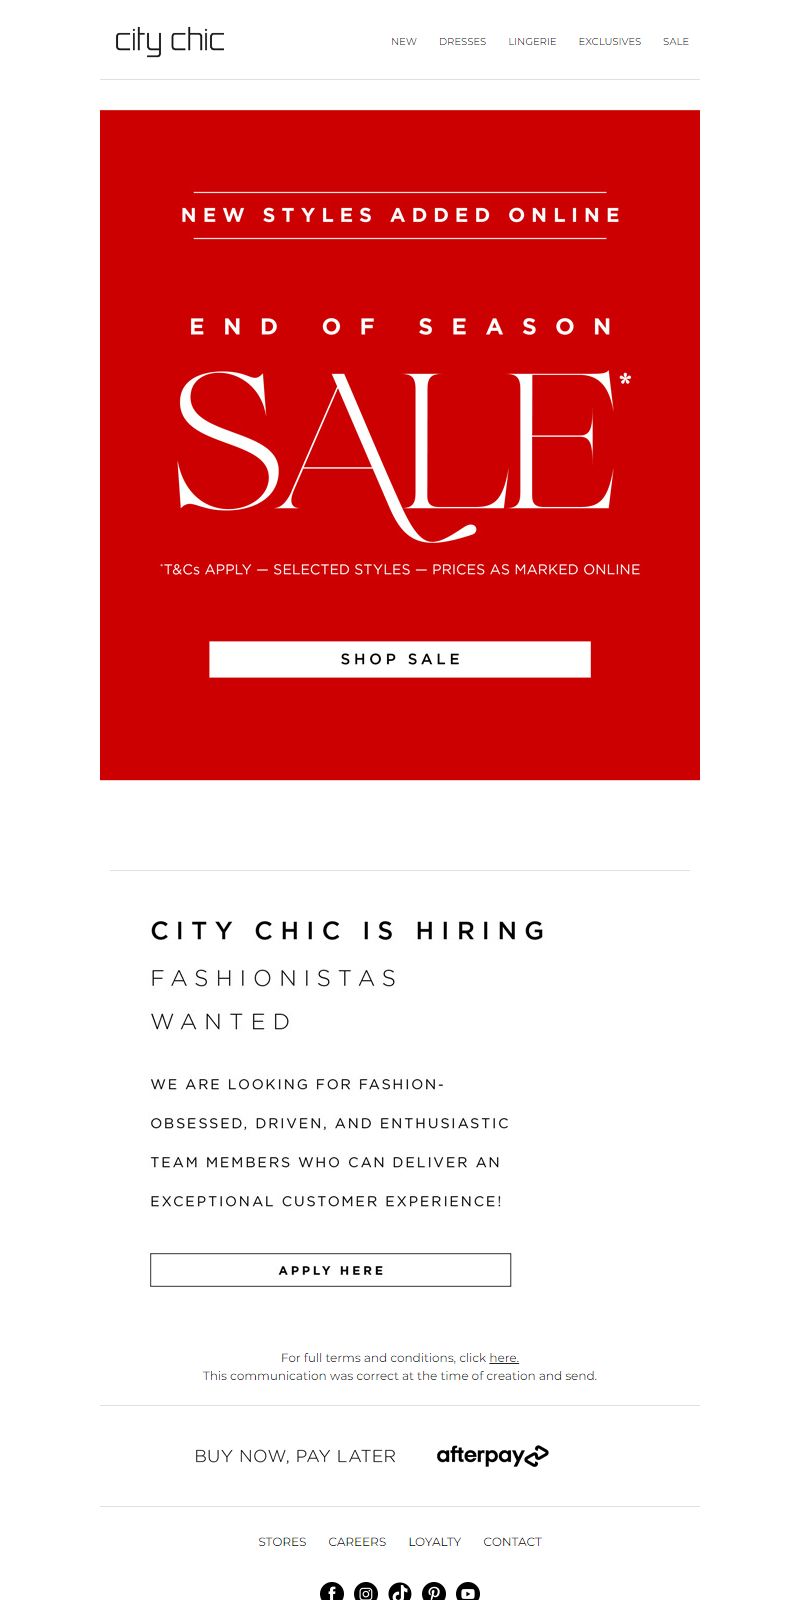 city chic
NEW DRESSES LINGERIE EXCLUSIVES SALE
NEW STYLES ADDED ONLINE
END OF SEASON
SALE*
*T&Cs APPLY — SELECTED STYLES — PRICES AS MARKED ONLINE
SHOP SALE
CITY CHIC IS HIRING
FASHIONISTAS
WANTED
WE ARE LOOKING FOR FASHION-
OBSESSED, DRIVEN, AND ENTHUSIASTIC
TEAM MEMBERS WHO CAN DELIVER AN
EXCEPTIONAL CUSTOMER EXPERIENCE!
APPLY HERE
For full terms and conditions, click here.
This communication was correct at the time of creation and send.
BUY NOW, PAY LATER afterpay
STORES CAREERS LOYALTY CONTACT